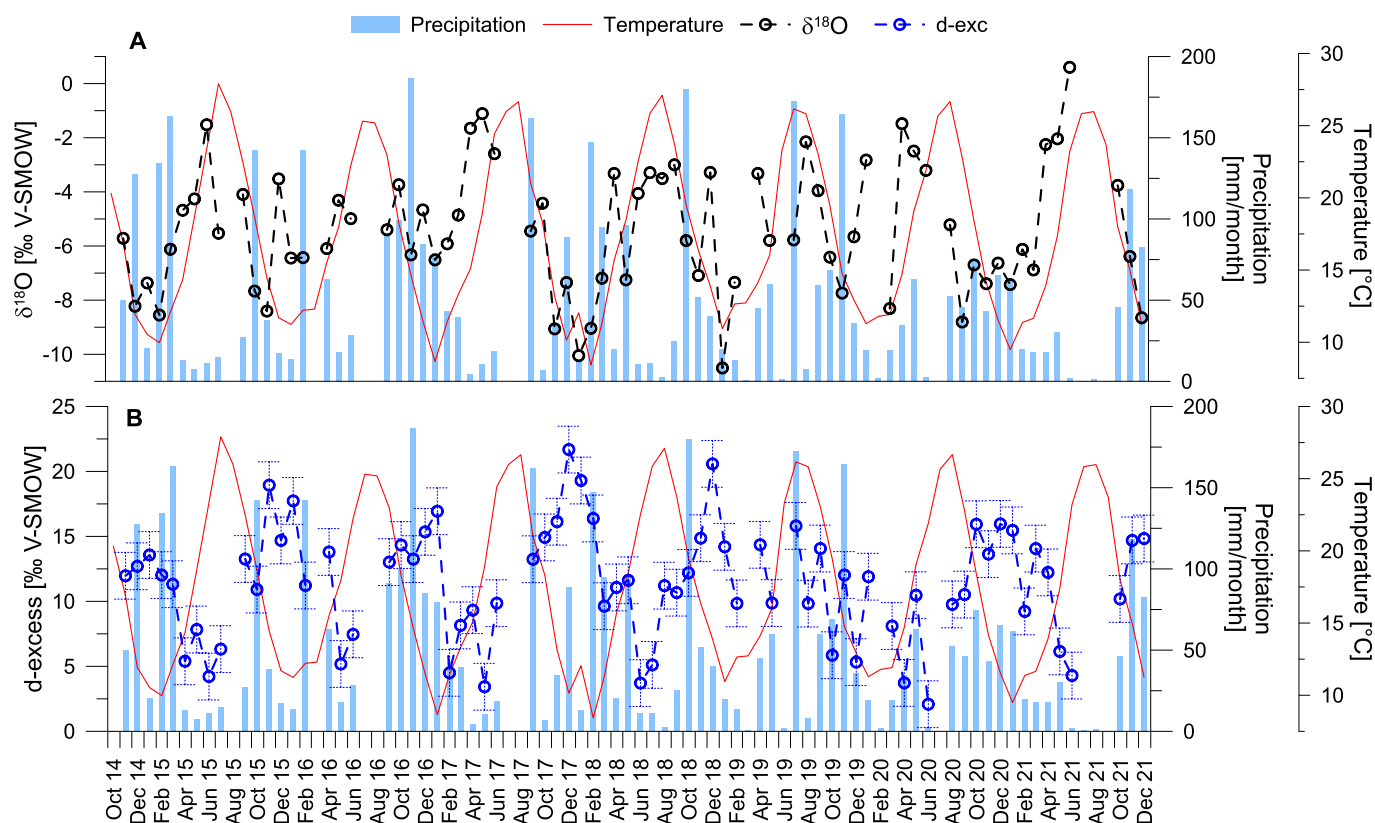 Precipitation Temperature δ18O d-exc
A
0
-2
-4
-6
-8
-10
δ18O [‰ V-SMOW]
200
150
100
50
0
Precipitation
[mm/month]
30
25
20
15
10
Temperature [°C]
B
25
20
15
10
5
0
d-excess [‰ V-SMOW]
200
150
100
50
0
Precipitation
[mm/month]
30
25
20
15
10
Temperature [°C]
Oct 14
Dec 14
Feb 15
Apr 15
Jun 15
Aug 15
Oct 15
Dec 15
Feb 16
Apr 16
Jun 16
Aug 16
Oct 16
Dec 16
Feb 17
Apr 17
Jun 17
Aug 17
Oct 17
Dec 17
Feb 18
Apr 18
Jun 18
Aug 18
Oct 18
Dec 18
Feb 19
Apr 19
Jun 19
Aug 19
Oct 19
Dec 19
Feb 20
Apr 20
Jun 20
Aug 20
Oct 20
Dec 20
Feb 21
Apr 21
Jun 21
Aug 21
Oct 21
Dec 21